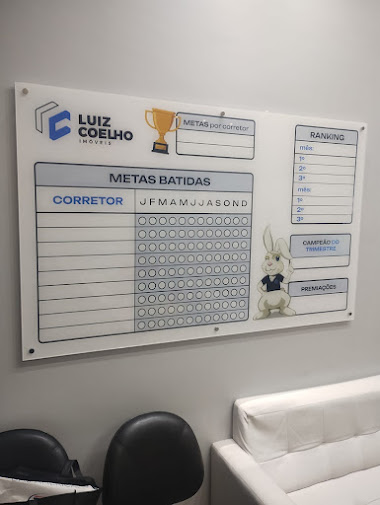 LUIZ
COELHO
IMÓVEIS
METAS por corretor
RANKING
mês:
1º
2º
3º
mês:
1º
2º
3º
METAS BATIDAS
CORRETOR
J F M A M J J A S O N D
CAMPEÃO DO
TRIMESTRE
PREMIAÇÕES